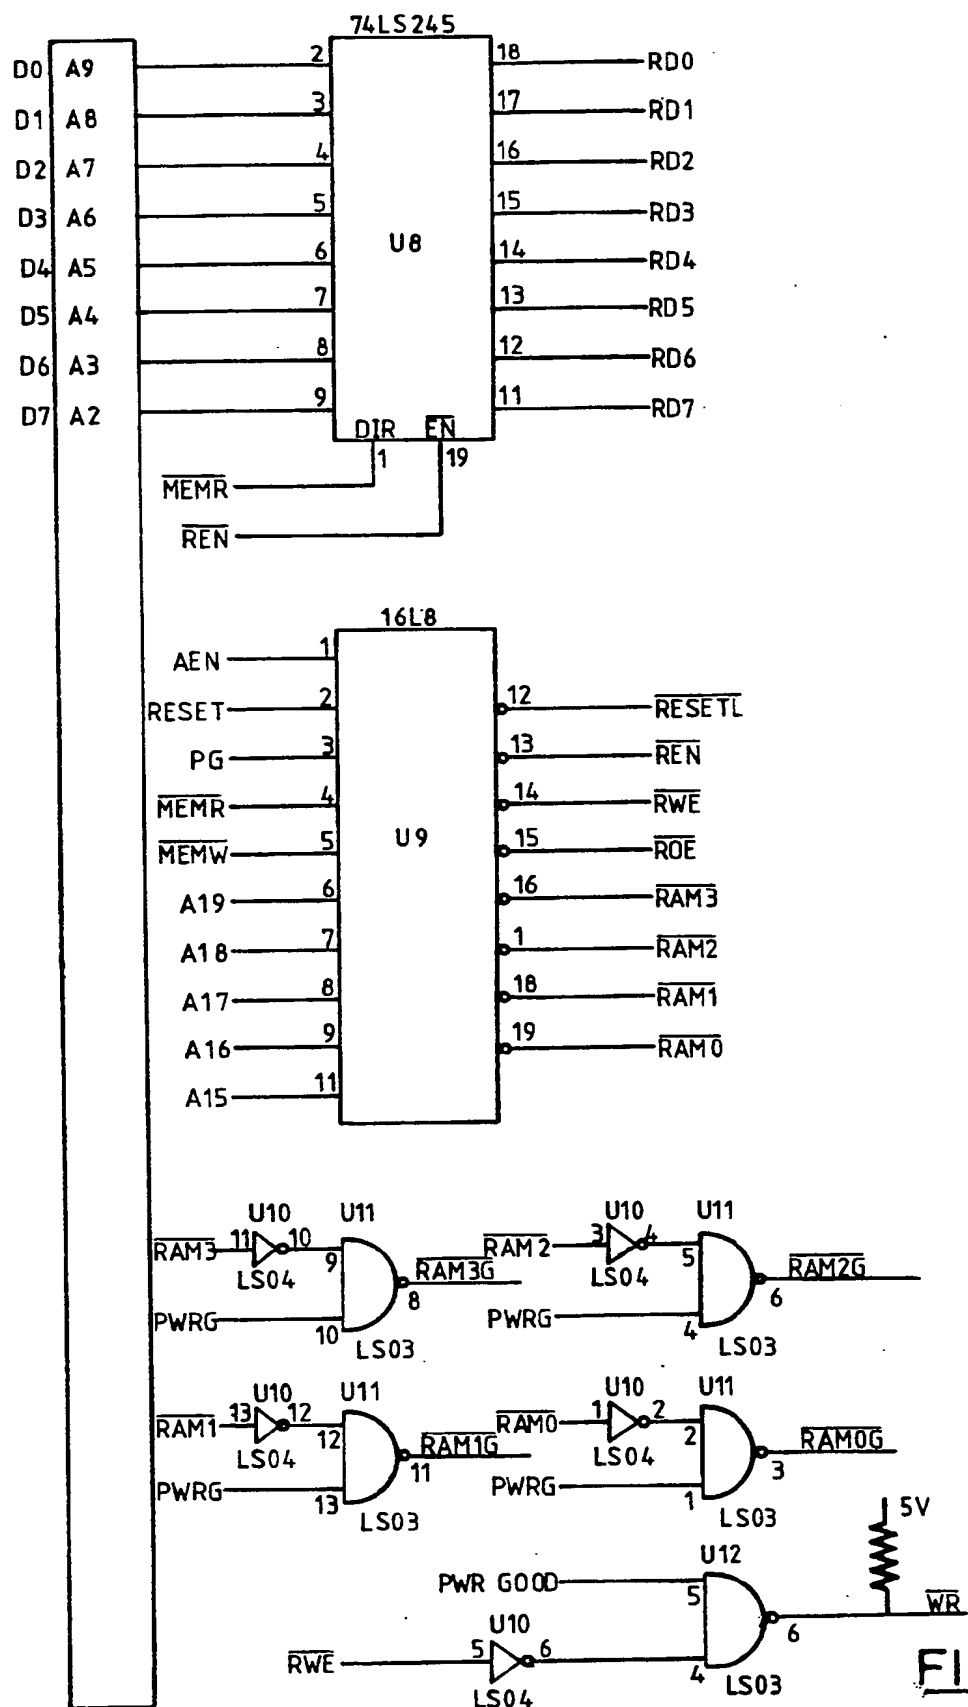 74LS245
D0 A9 2 18 RD0
D1 A8 3 17 RD1
D2 A7 4 16 RD2
D3 A6 5 15 RD3
U8
D4 A5 6 14 RD4
D5 A4 7 13 RD5
D6 A3 8 12 RD6
D7 A2 9 11 RD7
DIR EN
1 19
MEMR
REN
16L8
AEN 1
RESET 2 12 RESETL
PG 3 13 REN
MEMR 4 14 RWE
U9
MEMW 5 15 ROE
A19 6 16 RAM3
A18 7 1 RAM2
A17 8 18 RAM1
A16 9 19 RAM0
A15 11
U10 U11 U10 U11
RAM3 11 10 9 RAM3G RAM2 3 4 5 RAM2G
LS04 8 LS04 6
PWRG 10 PWRG 4
LS03 LS03
U10 U11 U10 U11
RAM1 13 12 12 RAM1G RAM0 1 2 2 RAM0G
LS04 11 LS04 3
PWRG 13 PWRG 1
LS03 LS03
5V
U12
PWR GOOD 5
WR
U10 6
RWE 5 6 4
LS04 LS03
FI